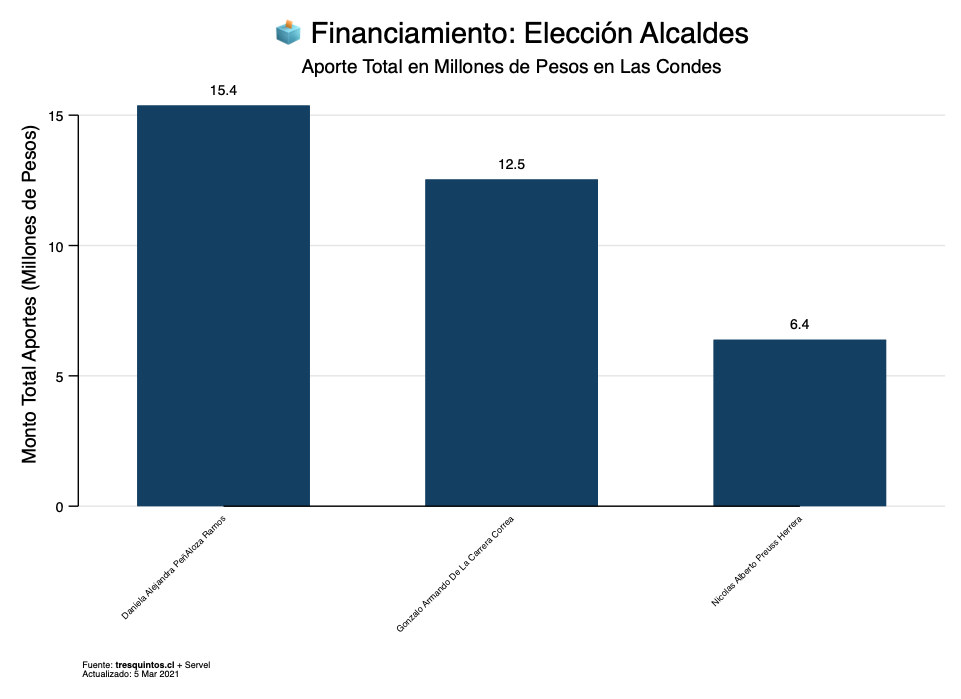 Financiamiento: Elección Alcaldes
Aporte Total en Millones de Pesos en Las Condes
Monto Total Aportes (Millones de Pesos)
15
10
5
0
15.4
12.5
6.4
Daniela Alejandra PeñAloza Ramos
Gonzalo Armando De La Carrera Correa
Nicolas Alberto Preuss Herrera
Fuente: tresquintos.cl + Servel
Actualizado: 5 Mar 2021